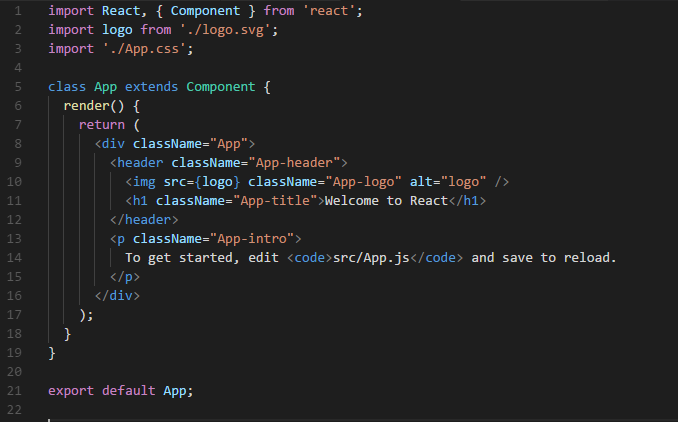 1 import React, { Component } from 'react';
2 import logo from './logo.svg';
3 import './App.css';
4
5 class App extends Component {
6   render() {
7     return (
8       <div className="App">
9         <header className="App-header">
10           <img src={logo} className="App-logo" alt="logo" />
11           <h1 className="App-title">Welcome to React</h1>
12         </header>
13         <p className="App-intro">
14           To get started, edit <code>src/App.js</code> and save to reload.
15         </p>
16       </div>
17     );
18   }
19 }
20
21 export default App;
22